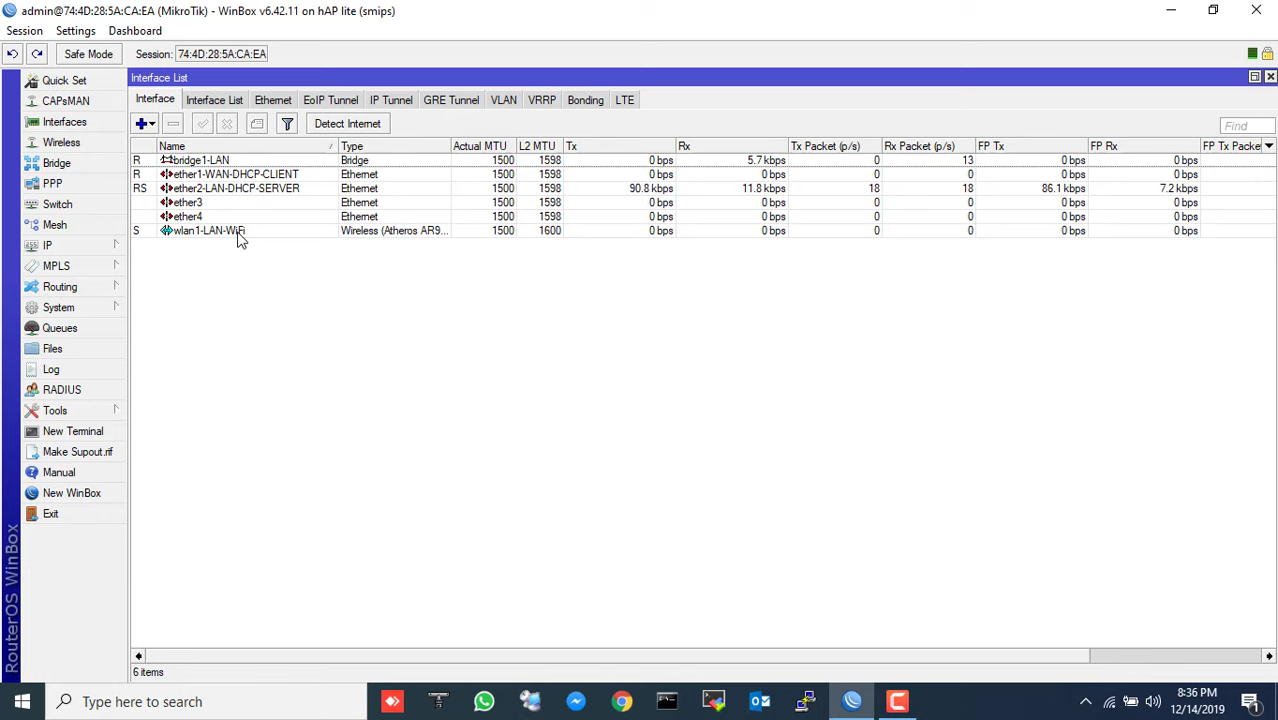 admin@74:4D:28:5A:CA:EA (MikroTik) - WinBox v6.42.11 on hAP lite (smips)
Session Settings Dashboard
Safe Mode Session: 74:4D:28:5A:CA:EA
Interface List
Quick Set
CAPsMAN
Interfaces
Wireless
Bridge
PPP
Switch
Mesh
IP
MPLS
Routing
System
Queues
Files
Log
RADIUS
Tools
New Terminal
Make Supout.rif
Manual
New WinBox
Exit
RouterOS WinBox
Interface Interface List Ethernet EoIP Tunnel IP Tunnel GRE Tunnel VLAN VRRP Bonding LTE
Detect Internet Find
Name Type Actual MTU L2 MTU Tx Rx Tx Packet (p/s) Rx Packet (p/s) FP Tx FP Rx FP Tx Packe
R bridge1-LAN Bridge 1500 1598 0 bps 5.7 kbps 0 13 0 bps 0 bps
R ether1-WAN-DHCP-CLIENT Ethernet 1500 1598 0 bps 0 bps 0 0 0 bps 0 bps
RS ether2-LAN-DHCP-SERVER Ethernet 1500 1598 90.8 kbps 11.8 kbps 18 18 86.1 kbps 7.2 kbps
ether3 Ethernet 1500 1598 0 bps 0 bps 0 0 0 bps 0 bps
ether4 Ethernet 1500 1598 0 bps 0 bps 0 0 0 bps 0 bps
S wlan1-LAN-WiFi Wireless (Atheros AR9... 1500 1600 0 bps 0 bps 0 0 0 bps 0 bps
6 items
Type here to search
8:36 PM
12/14/2019
1